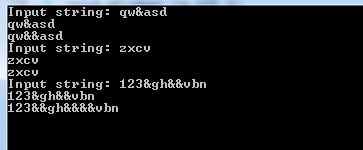 Input string: qw&asd
qw&asd
qw&&asd
Input string: zxcv
zxcv
zxcv
Input string: 123&gh&&vbn
123&gh&&vbn
123&&gh&&&&vbn